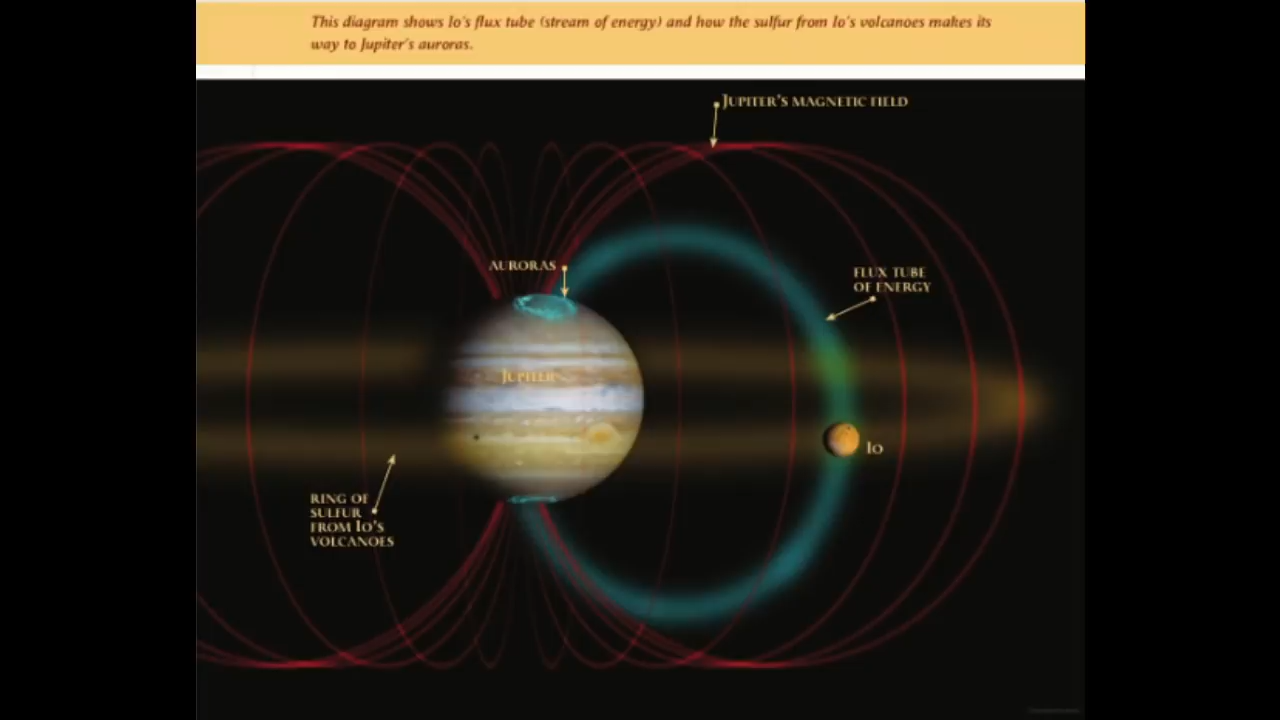 This diagram shows Io's flux tube (stream of energy) and how the sulfur from Io's volcanoes makes its
way to Jupiter's auroras.
Jupiter's magnetic field
Auroras
Flux tube
of energy
Jupiter
Io
Ring of
sulfur
from Io's
volcanoes